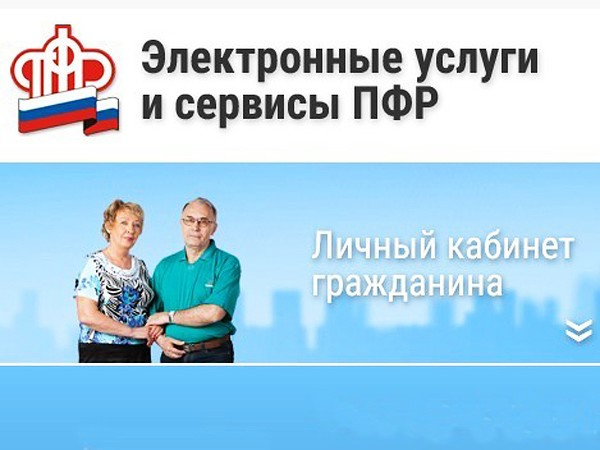 Электронные услуги
и сервисы ПФР
Личный кабинет
гражданина